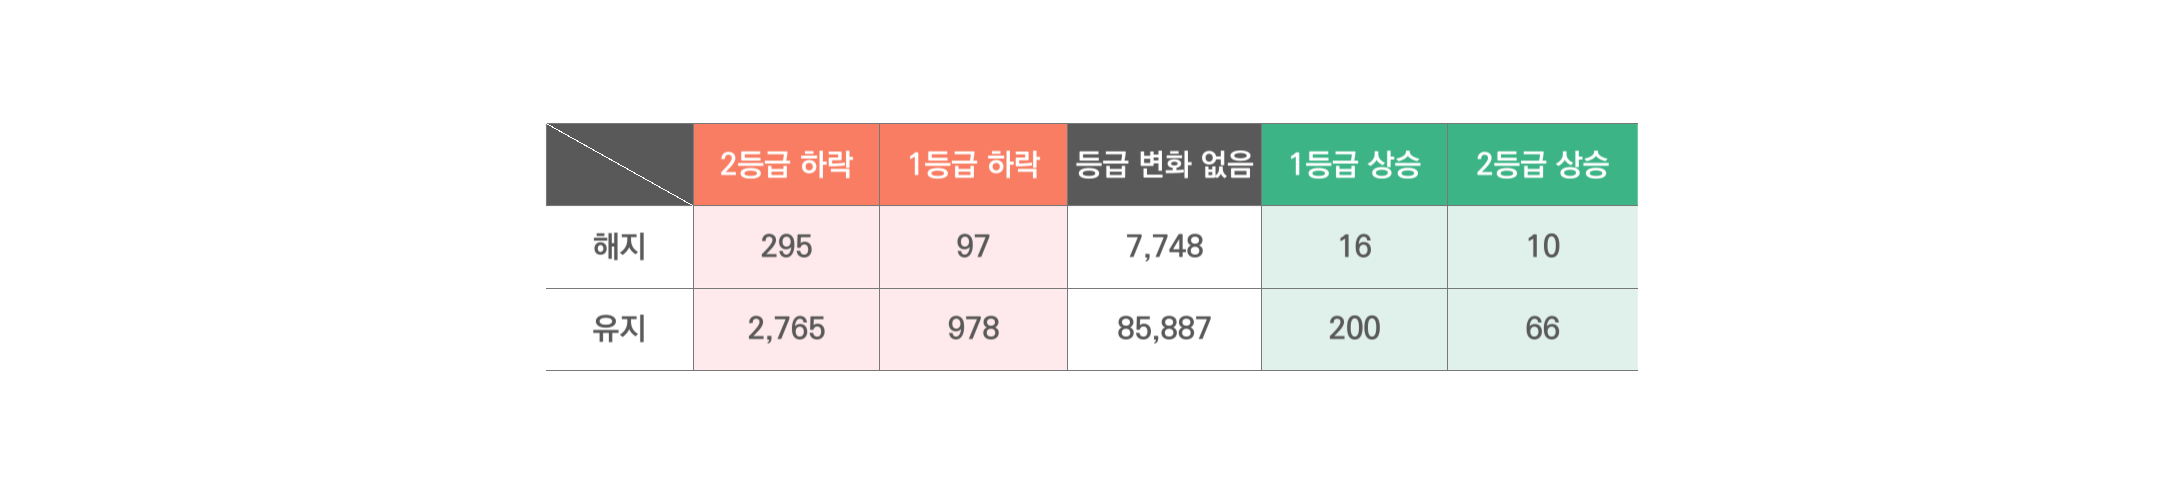 2등급 하락 1등급 하락 등급 변화 없음 1등급 상승 2등급 상승
해지 295 97 7,748 16 10
유지 2,765 978 85,887 200 66